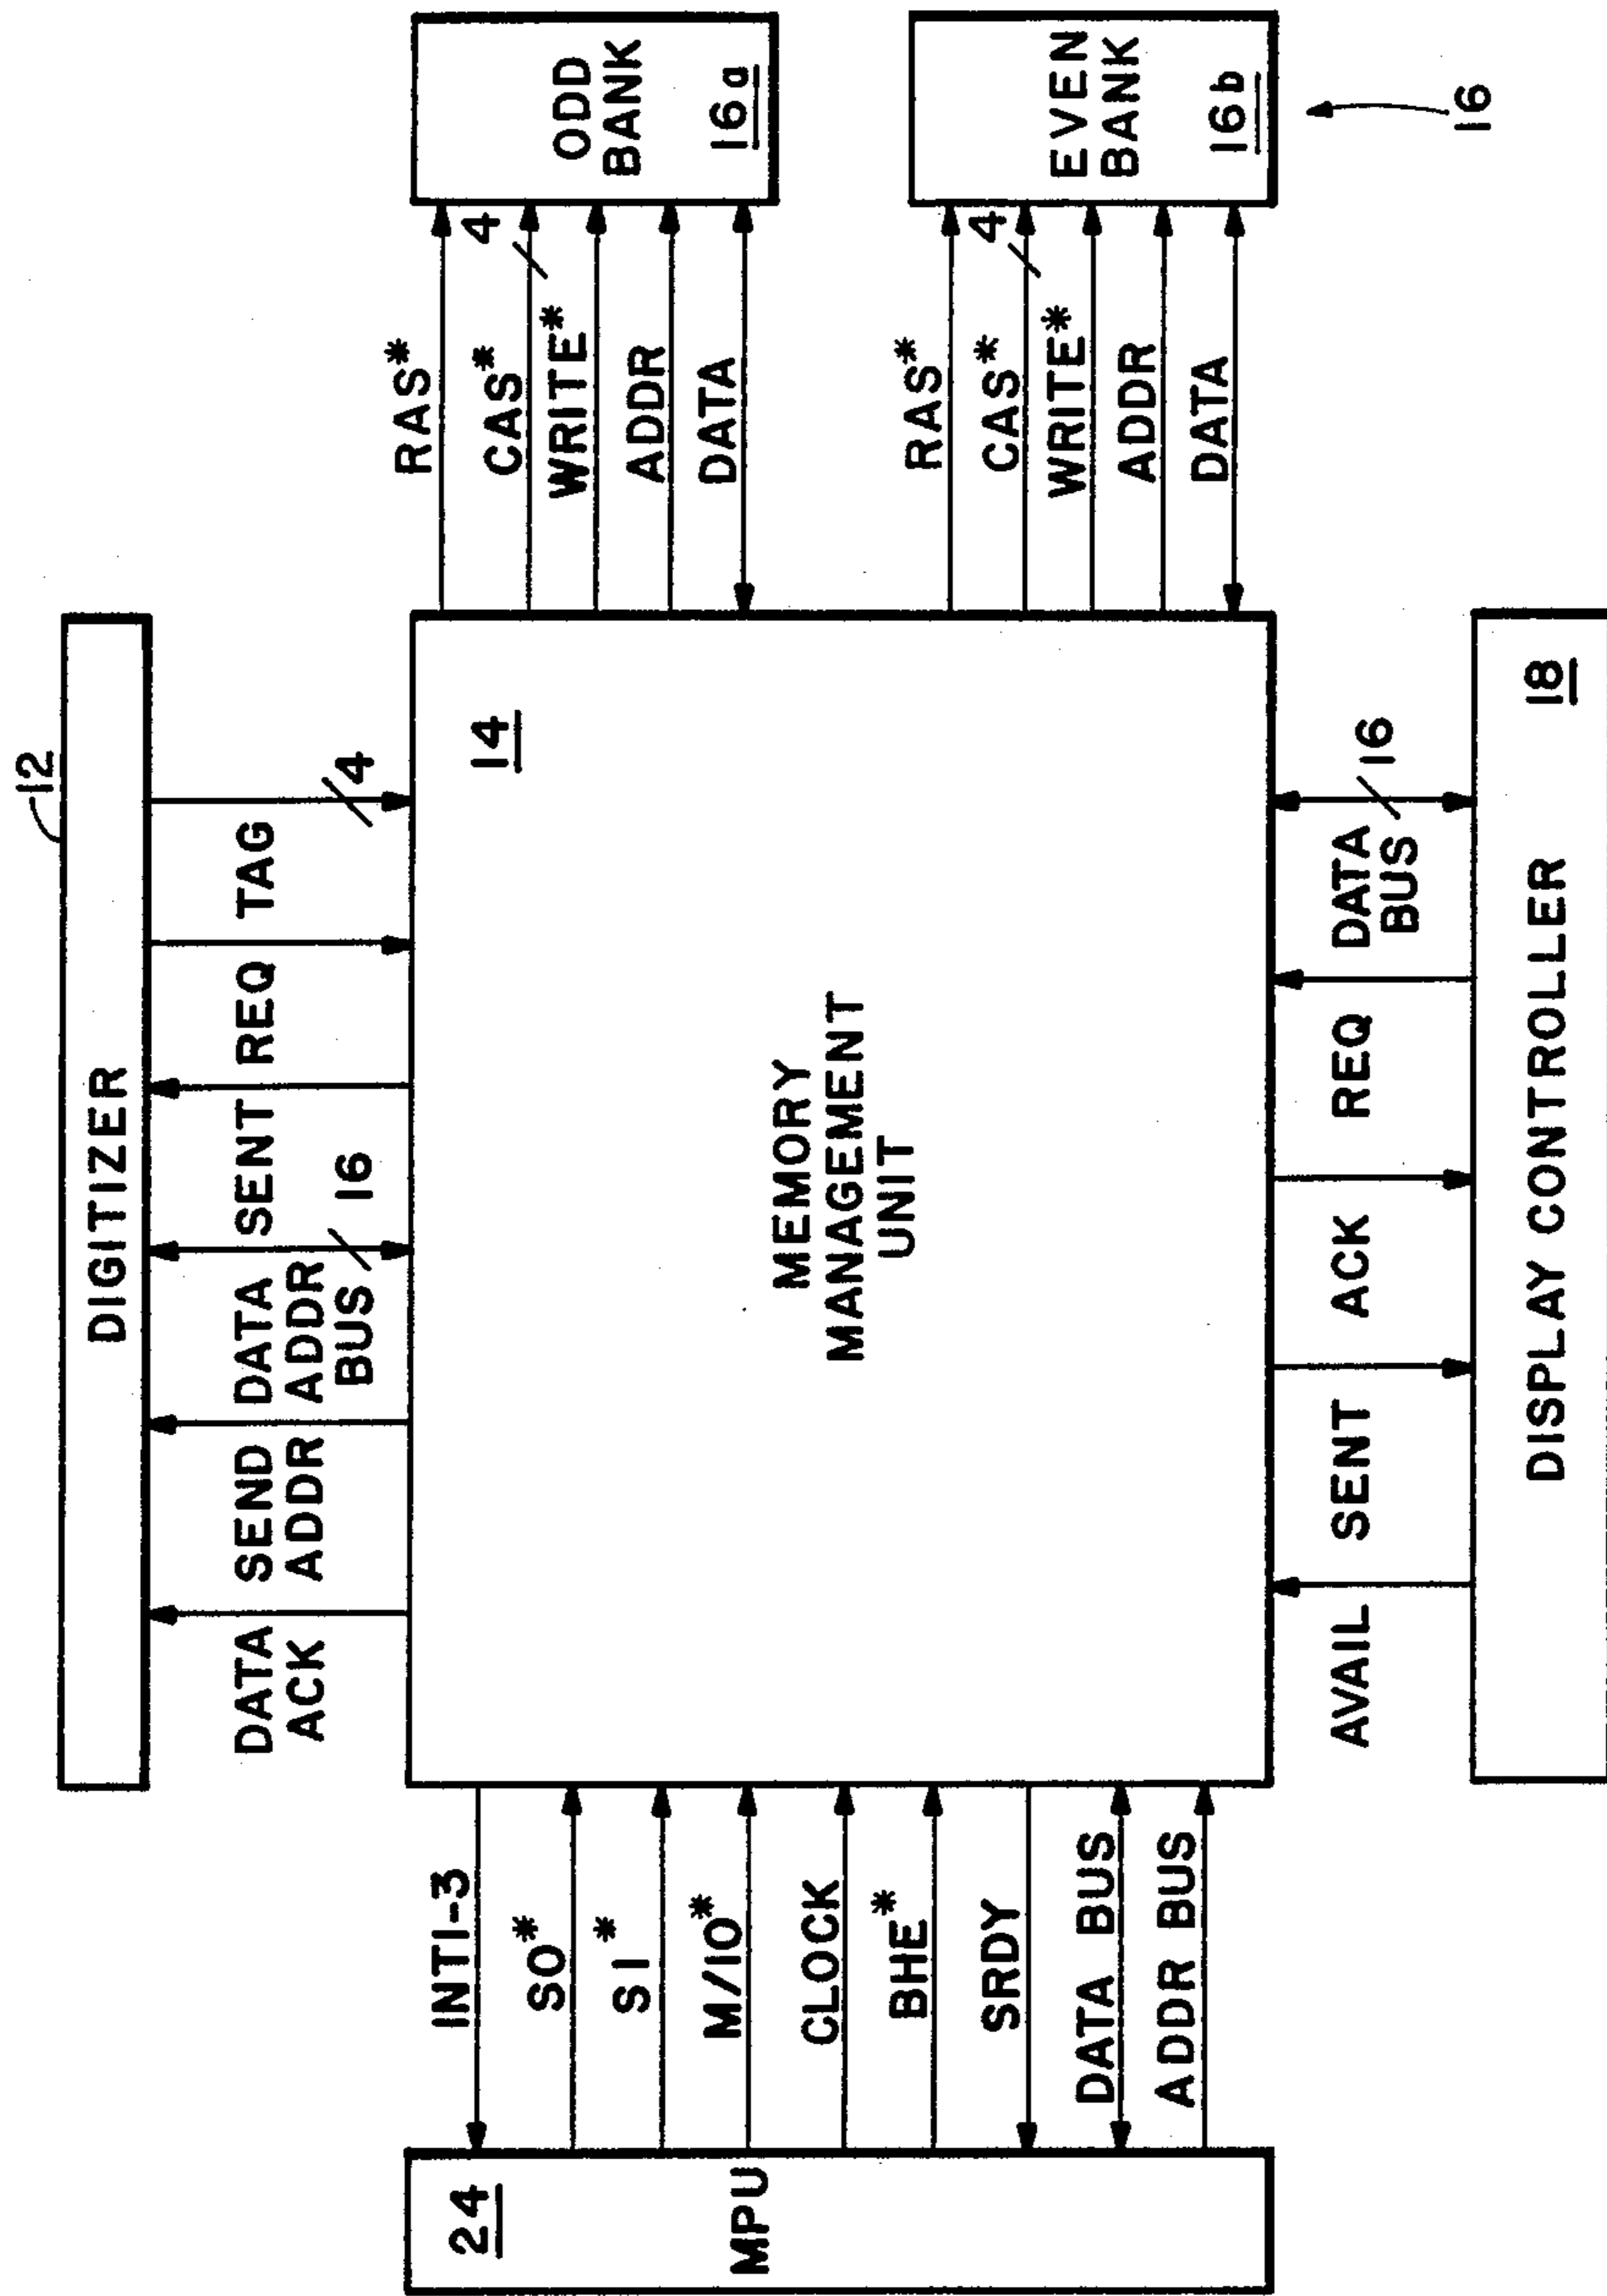 12
DIGITIZER
DATA
ACK
SEND
ADDR
DATA
ADDR
BUS
16
SENT
REQ
TAG
4
24
MPU
INT1-3
S0*
S1*
M/IO*
CLOCK
BHE*
SRDY
DATA BUS
ADDR BUS
14
MEMORY
MANAGEMENT
UNIT
RAS*
CAS*
4
WRITE*
ADDR
DATA
ODD
BANK
16a
RAS*
CAS*
4
WRITE*
ADDR
DATA
EVEN
BANK
16b
16
AVAIL
SENT
ACK
REQ
DATA
BUS
16
DISPLAY CONTROLLER
18